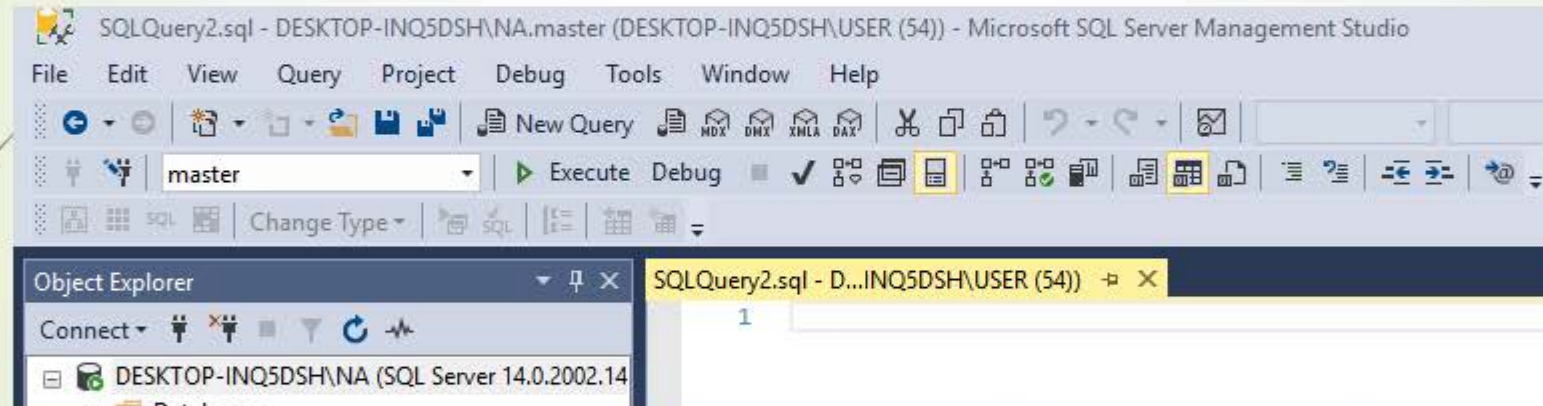 SQLQuery2.sql - DESKTOP-INQ5DSH\NA.master (DESKTOP-INQ5DSH\USER (54)) - Microsoft SQL Server Management Studio
File Edit View Query Project Debug Tools Window Help
New Query MDX DMX XMLA DAX
master Execute Debug
SQL Change Type SQL
Object Explorer
SQLQuery2.sql - D...INQ5DSH\USER (54))
Connect
1
DESKTOP-INQ5DSH\NA (SQL Server 14.0.2002.14